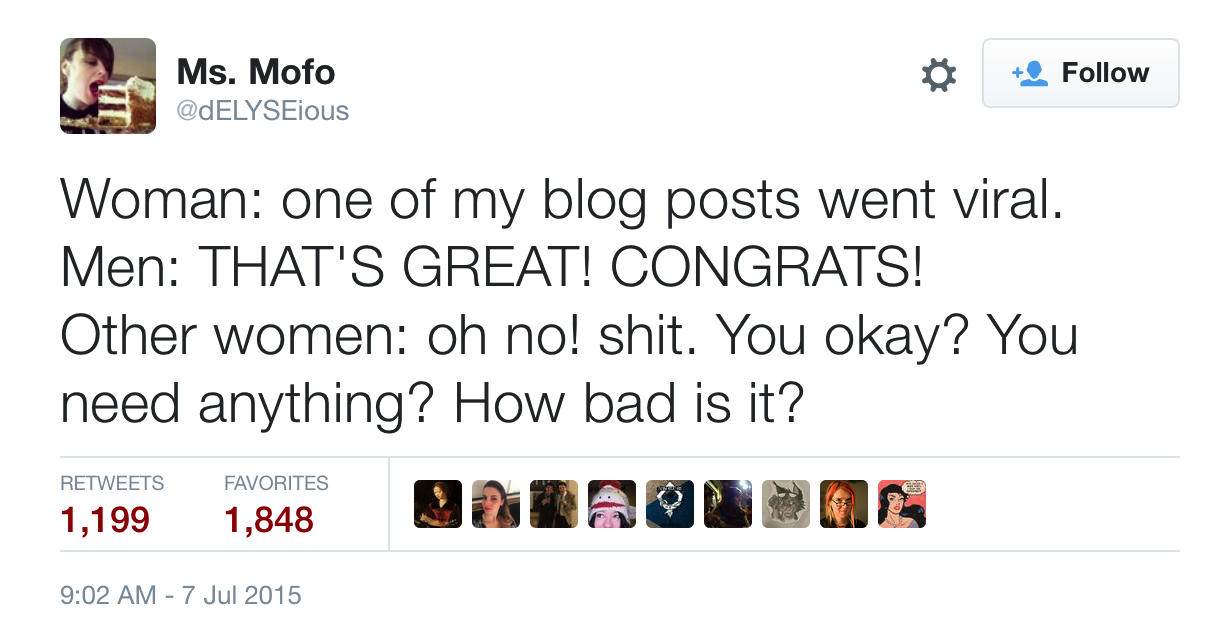 Ms. Mofo
@dELYSEious
Follow
Woman: one of my blog posts went viral.
Men: THAT'S GREAT! CONGRATS!
Other women: oh no! shit. You okay? You
need anything? How bad is it?
RETWEETS FAVORITES
1,199 1,848
9:02 AM - 7 Jul 2015